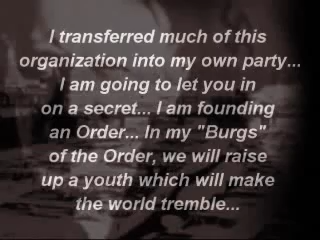 I transferred much of this
organization into my own party...
I am going to let you in
on a secret... I am founding
an Order... In my "Burgs"
of the Order, we will raise
up a youth which will make
the world tremble...